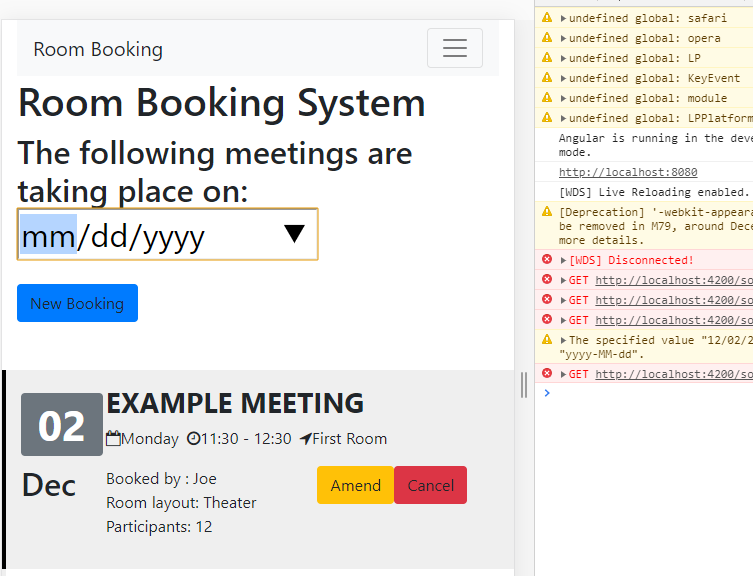 Room Booking
Room Booking System
The following meetings are
taking place on:
mm/dd/yyyy
New Booking
02
Dec
EXAMPLE MEETING
Monday 11:30 - 12:30 First Room
Booked by : Joe
Room layout: Theater
Participants: 12
Amend
Cancel
undefined global: safari
undefined global: opera
undefined global: LP
undefined global: KeyEvent
undefined global: module
undefined global: LPPlatform
Angular is running in the deve
mode.
http://localhost:8080
[WDS] Live Reloading enabled.
[Deprecation] '-webkit-appeara
be removed in M79, around Dece
more details.
[WDS] Disconnected!
GET http://localhost:4200/so
GET http://localhost:4200/so
GET http://localhost:4200/so
The specified value "12/02/2
"yyyy-MM-dd".
GET http://localhost:4200/so